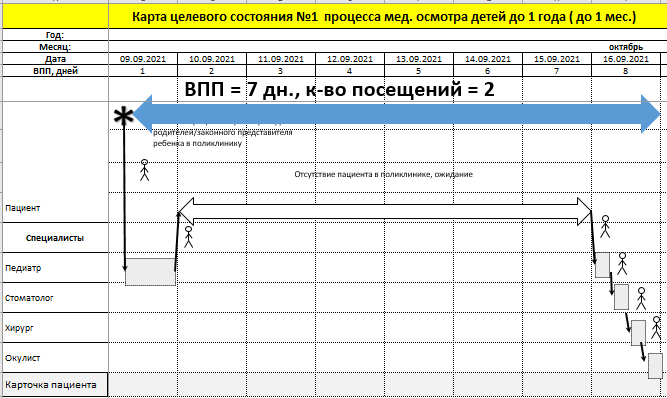 Карта целевого состояния №1 процесса мед. осмотра детей до 1 года ( до 1 мес.)
Год:
Месяц: октябрь
Дата 09.09.2021 10.09.2021 11.09.2021 12.09.2021 13.09.2021 14.09.2021 15.09.2021 16.09.2021
ВПП, дней 1 2 3 4 5 6 7 8
ВПП = 7 дн., к-во посещений = 2
*
родителей/законного представителя
ребенка в поликлинику
Отсутствие пациента в поликлинике, ожидание
Пациент
Специалисты
Педиатр
Стоматолог
Хирург
Окулист
Карточка пациента